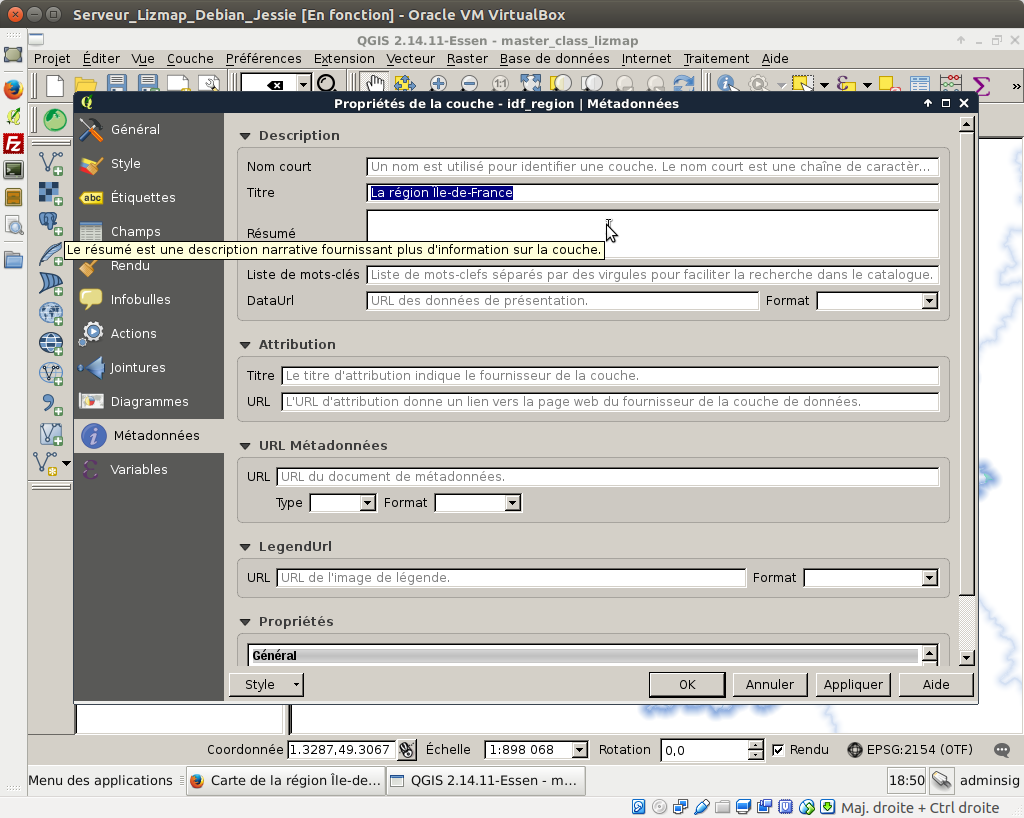 Serveur_Lizmap_Debian_Jessie [En fonction] - Oracle VM VirtualBox
QGIS 2.14.11-Essen - master_class_lizmap
Projet Éditer Vue Couche Préférences Extension Vecteur Raster Base de données Internet Traitement Aide
Propriétés de la couche - idf_region | Métadonnées
Général
Style
abc Étiquettes
Champs
Rendu
Infobulles
Actions
Jointures
Diagrammes
Métadonnées
Variables
Description
Nom court Un nom est utilisé pour identifier une couche. Le nom court est une chaîne de caractèr...
Titre La région Île-de-France
Résumé
Le résumé est une description narrative fournissant plus d'information sur la couche.
Liste de mots-clés Liste de mots-clefs séparés par des virgules pour faciliter la recherche dans le catalogue.
DataUrl URL des données de présentation. Format
Attribution
Titre Le titre d'attribution indique le fournisseur de la couche.
URL L'URL d'attribution donne un lien vers la page web du fournisseur de la couche de données.
URL Métadonnées
URL URL du document de métadonnées.
Type Format
LegendUrl
URL URL de l'image de légende. Format
Propriétés
Général
Style OK Annuler Appliquer Aide
Coordonnée 1.3287,49.3067 Échelle 1:898 068 Rotation 0,0 Rendu EPSG:2154 (OTF)
Menu des applications Carte de la région Île-de... QGIS 2.14.11-Essen - m... 18:50 adminsig
Maj. droite + Ctrl droite